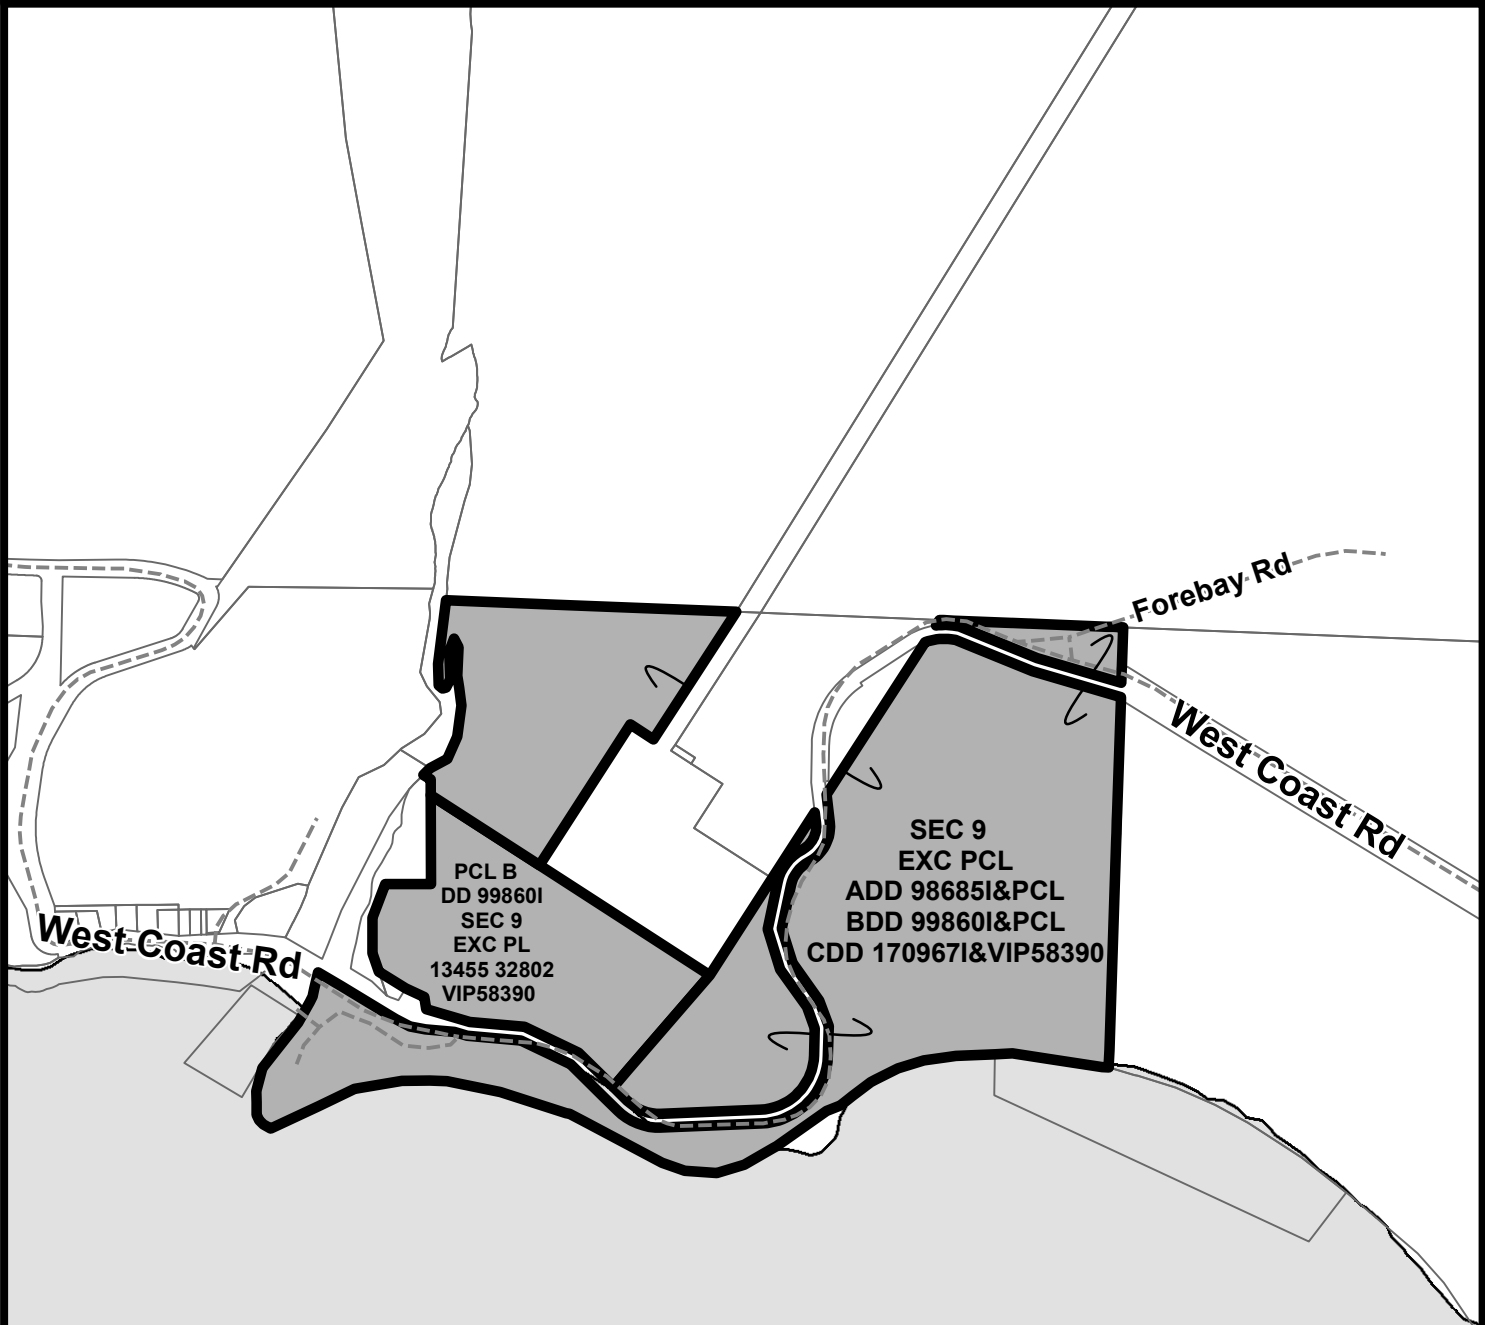 Forebay Rd
West Coast Rd
SEC 9
EXC PCL
ADD 98685I&PCL
BDD 99860I&PCL
CDD 170967I&VIP58390
PCL B
DD 99860I
SEC 9
EXC PL
13455 32802
VIP58390
West Coast Rd